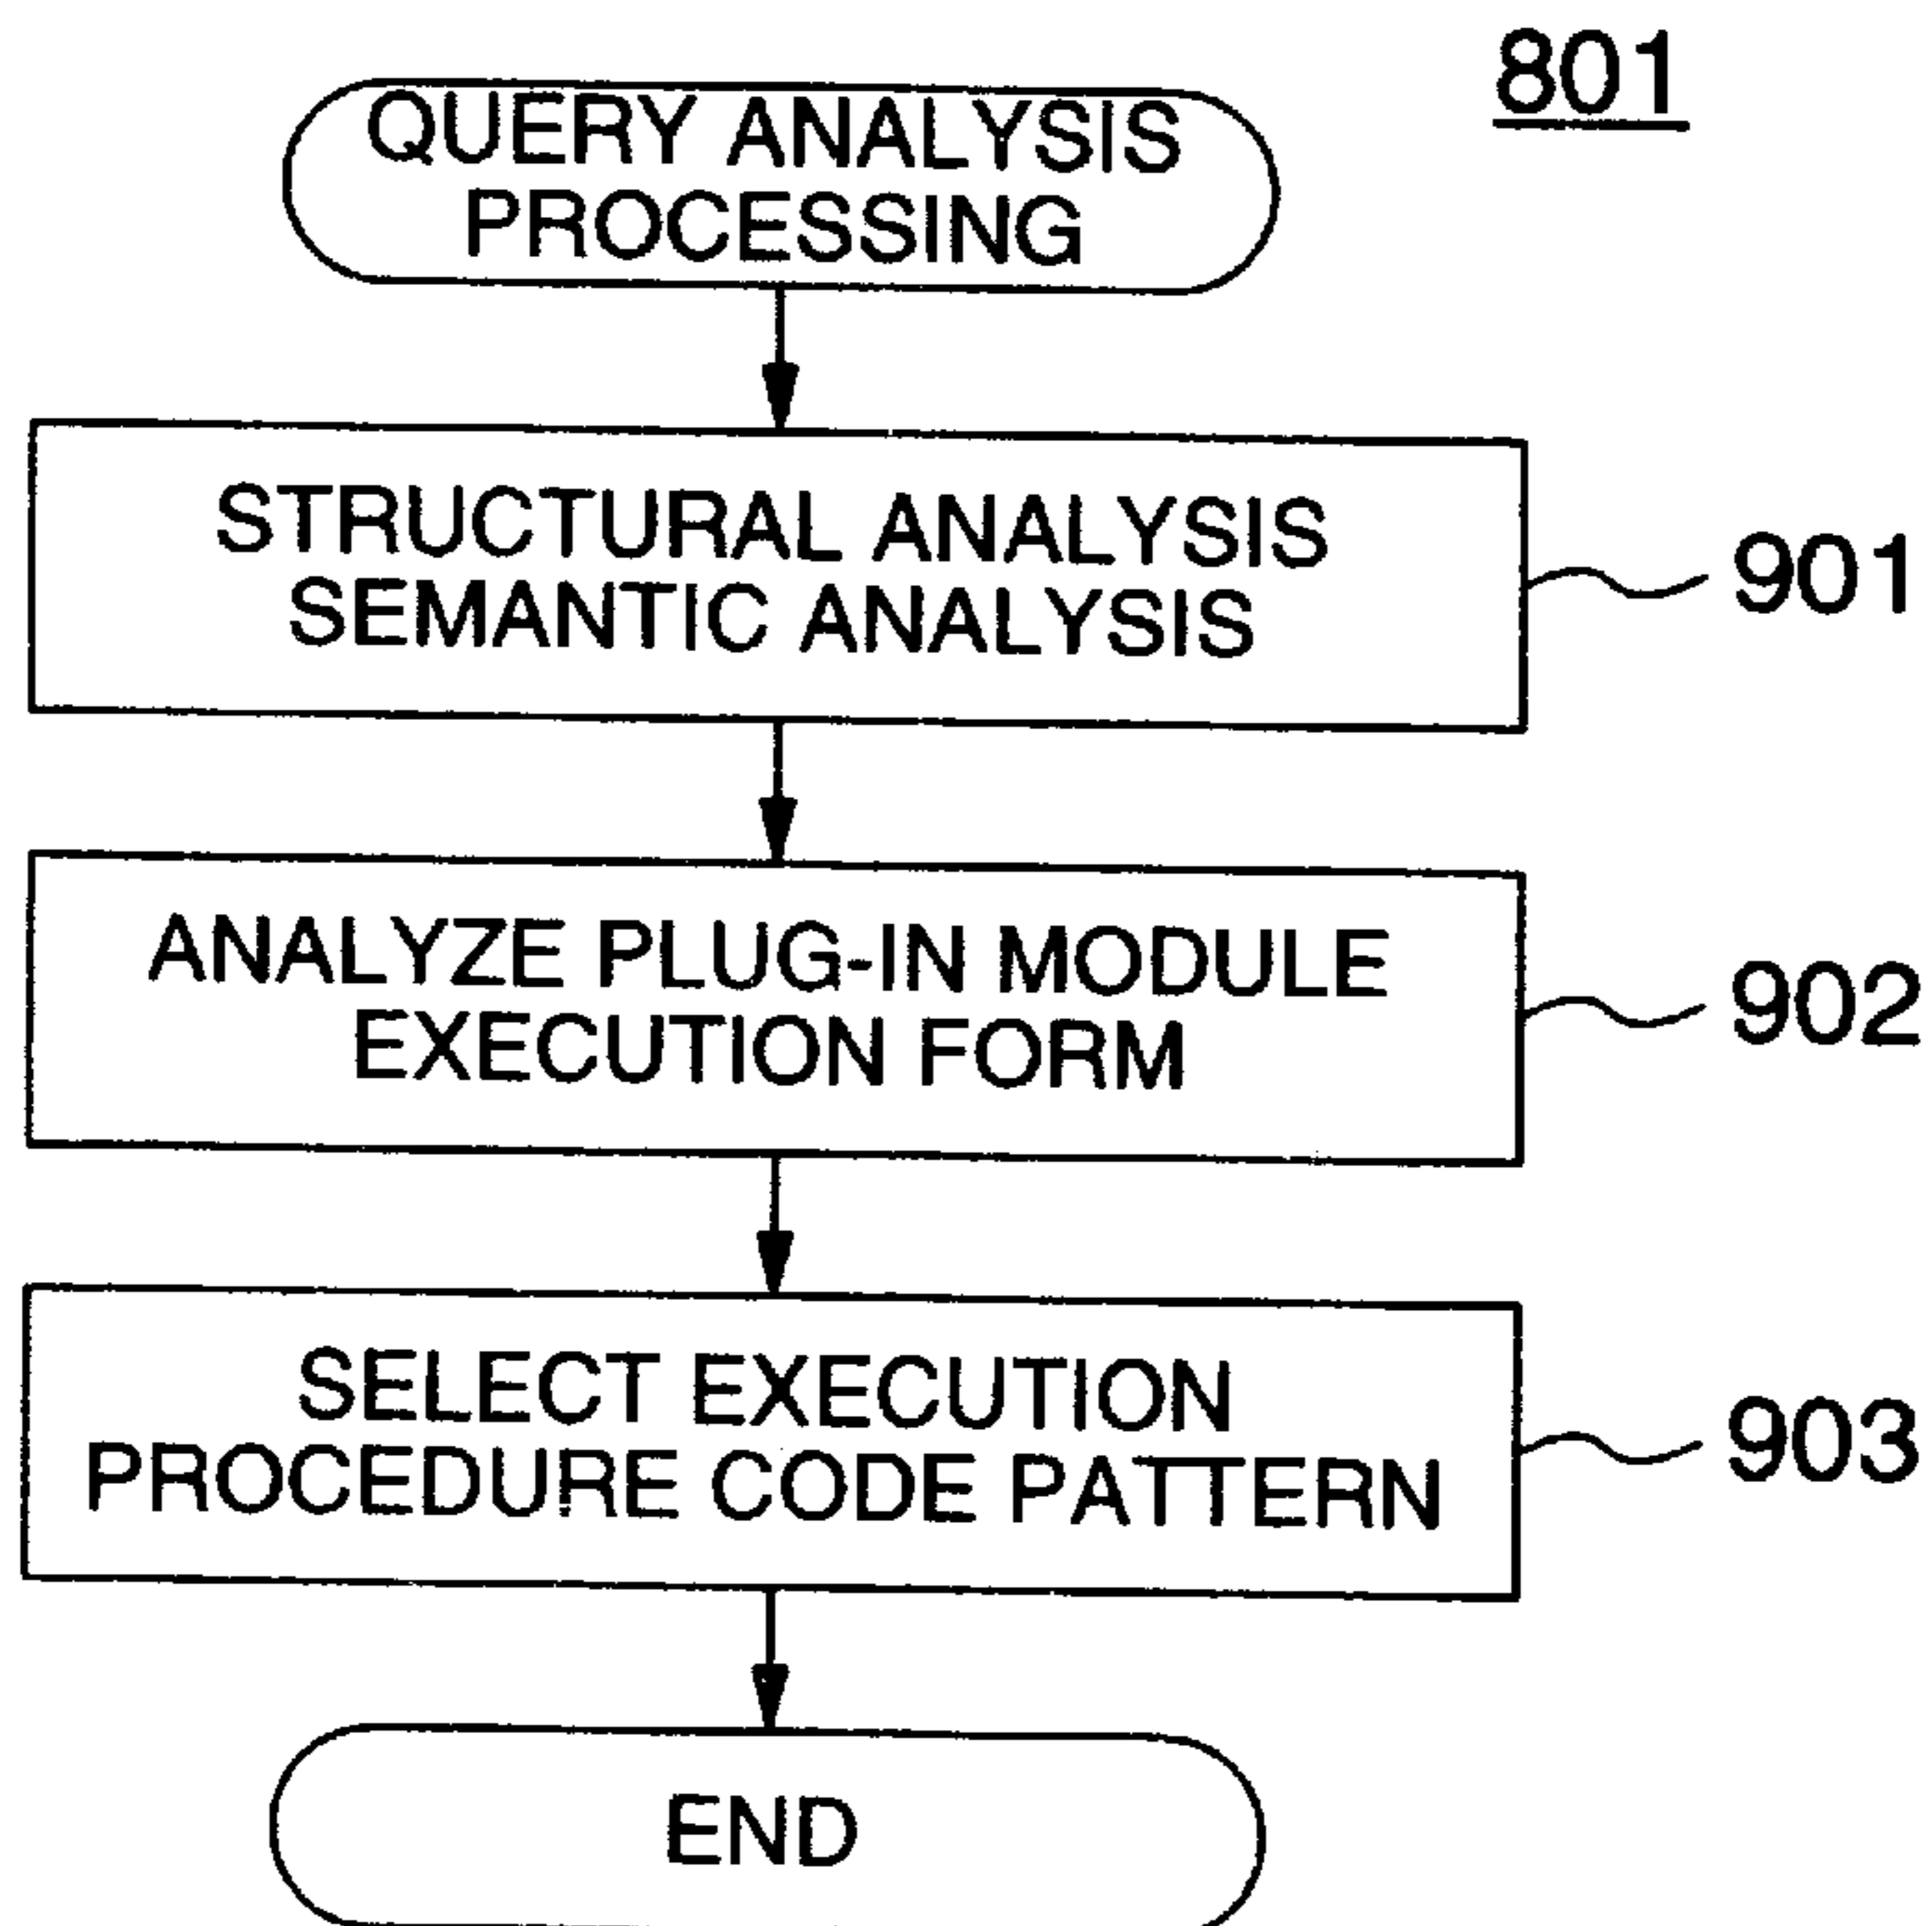 801
QUERY ANALYSIS
PROCESSING
STRUCTURAL ANALYSIS
SEMANTIC ANALYSIS
901
ANALYZE PLUG-IN MODULE
EXECUTION FORM
902
SELECT EXECUTION
PROCEDURE CODE PATTERN
903
END